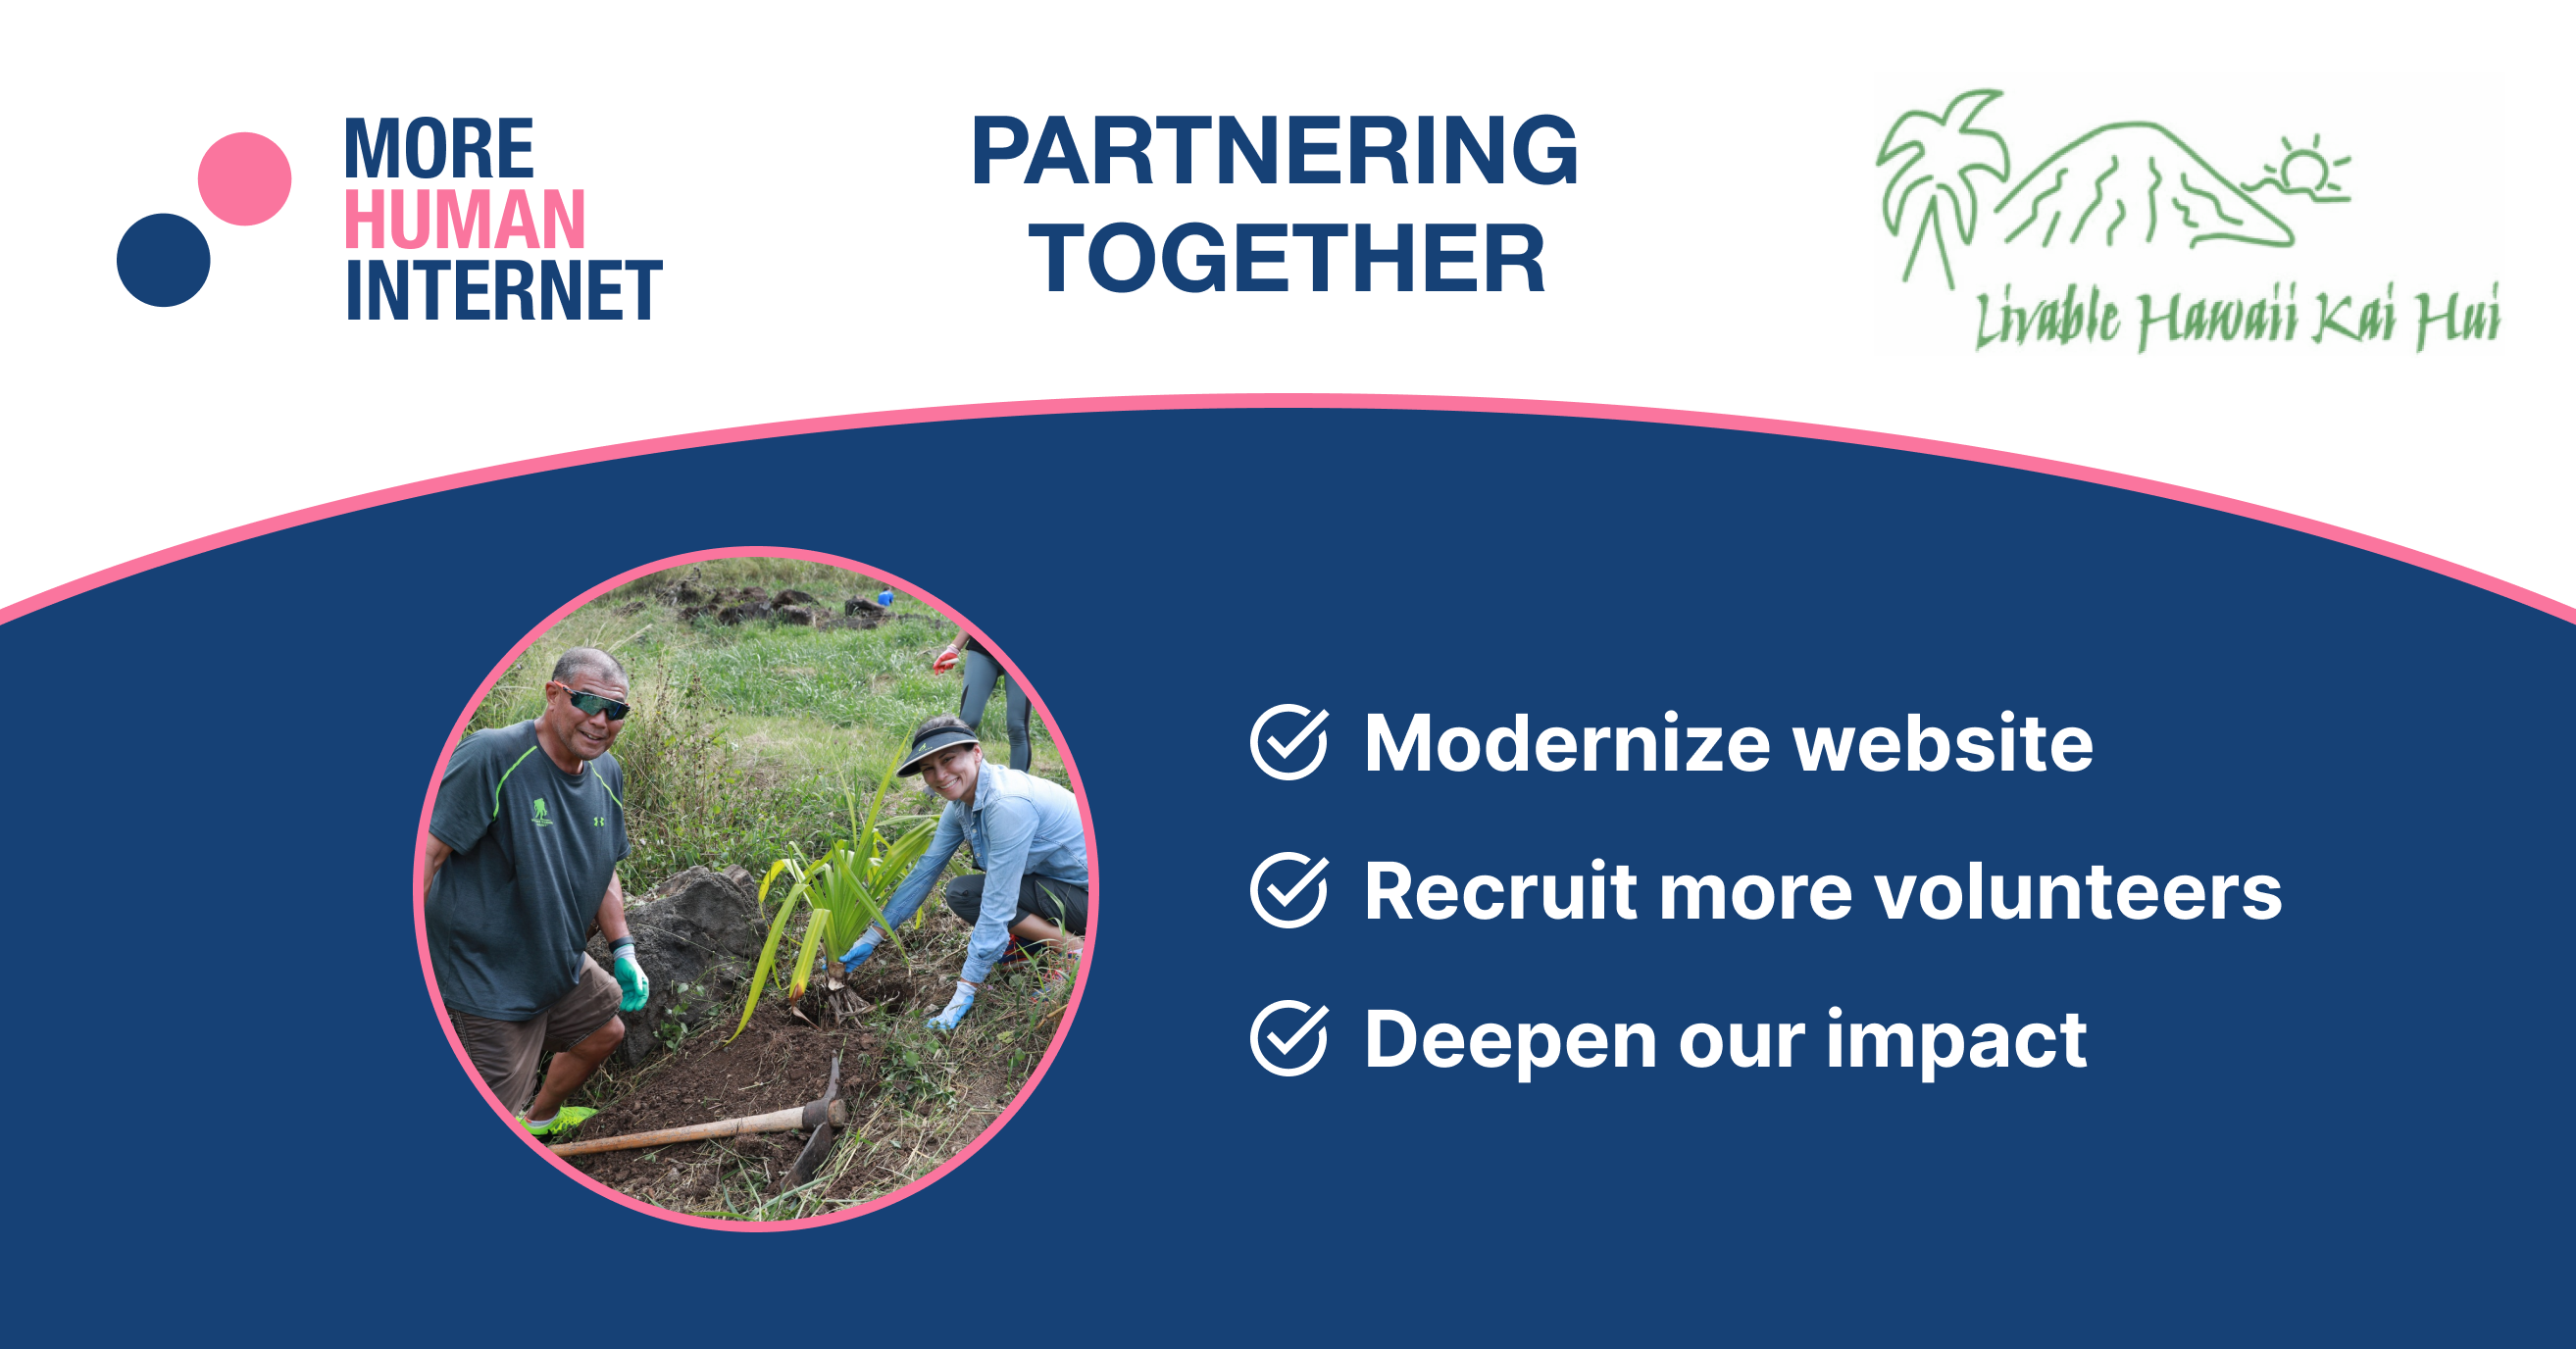 MORE
HUMAN
INTERNET
PARTNERING
TOGETHER
Livable Hawaii Kai Hui
Modernize website
Recruit more volunteers
Deepen our impact